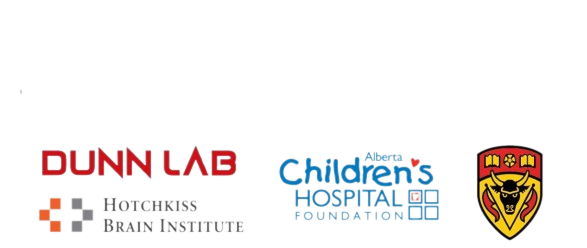 DUNN LAB
HOTCHKISS
BRAIN INSTITUTE
Alberta
Children's
HOSPITAL
FOUNDATION